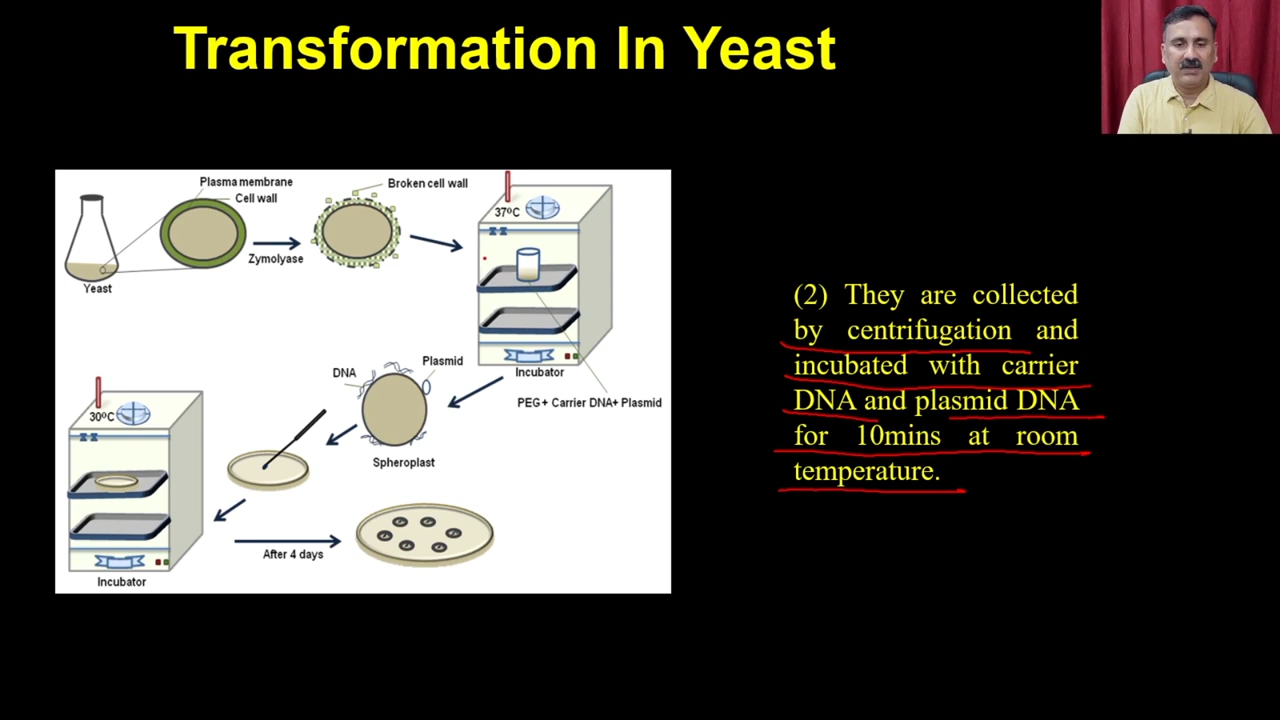 Transformation In Yeast
Plasma membrane
Cell wall
Broken cell wall
37ºC
Zymolyase
Yeast
Incubator
PEG+ Carrier DNA+ Plasmid
Plasmid
DNA
Spheroplast
30ºC
After 4 days
Incubator
(2) They are collected
by centrifugation and
incubated with carrier
DNA and plasmid DNA
for 10mins at room
temperature.